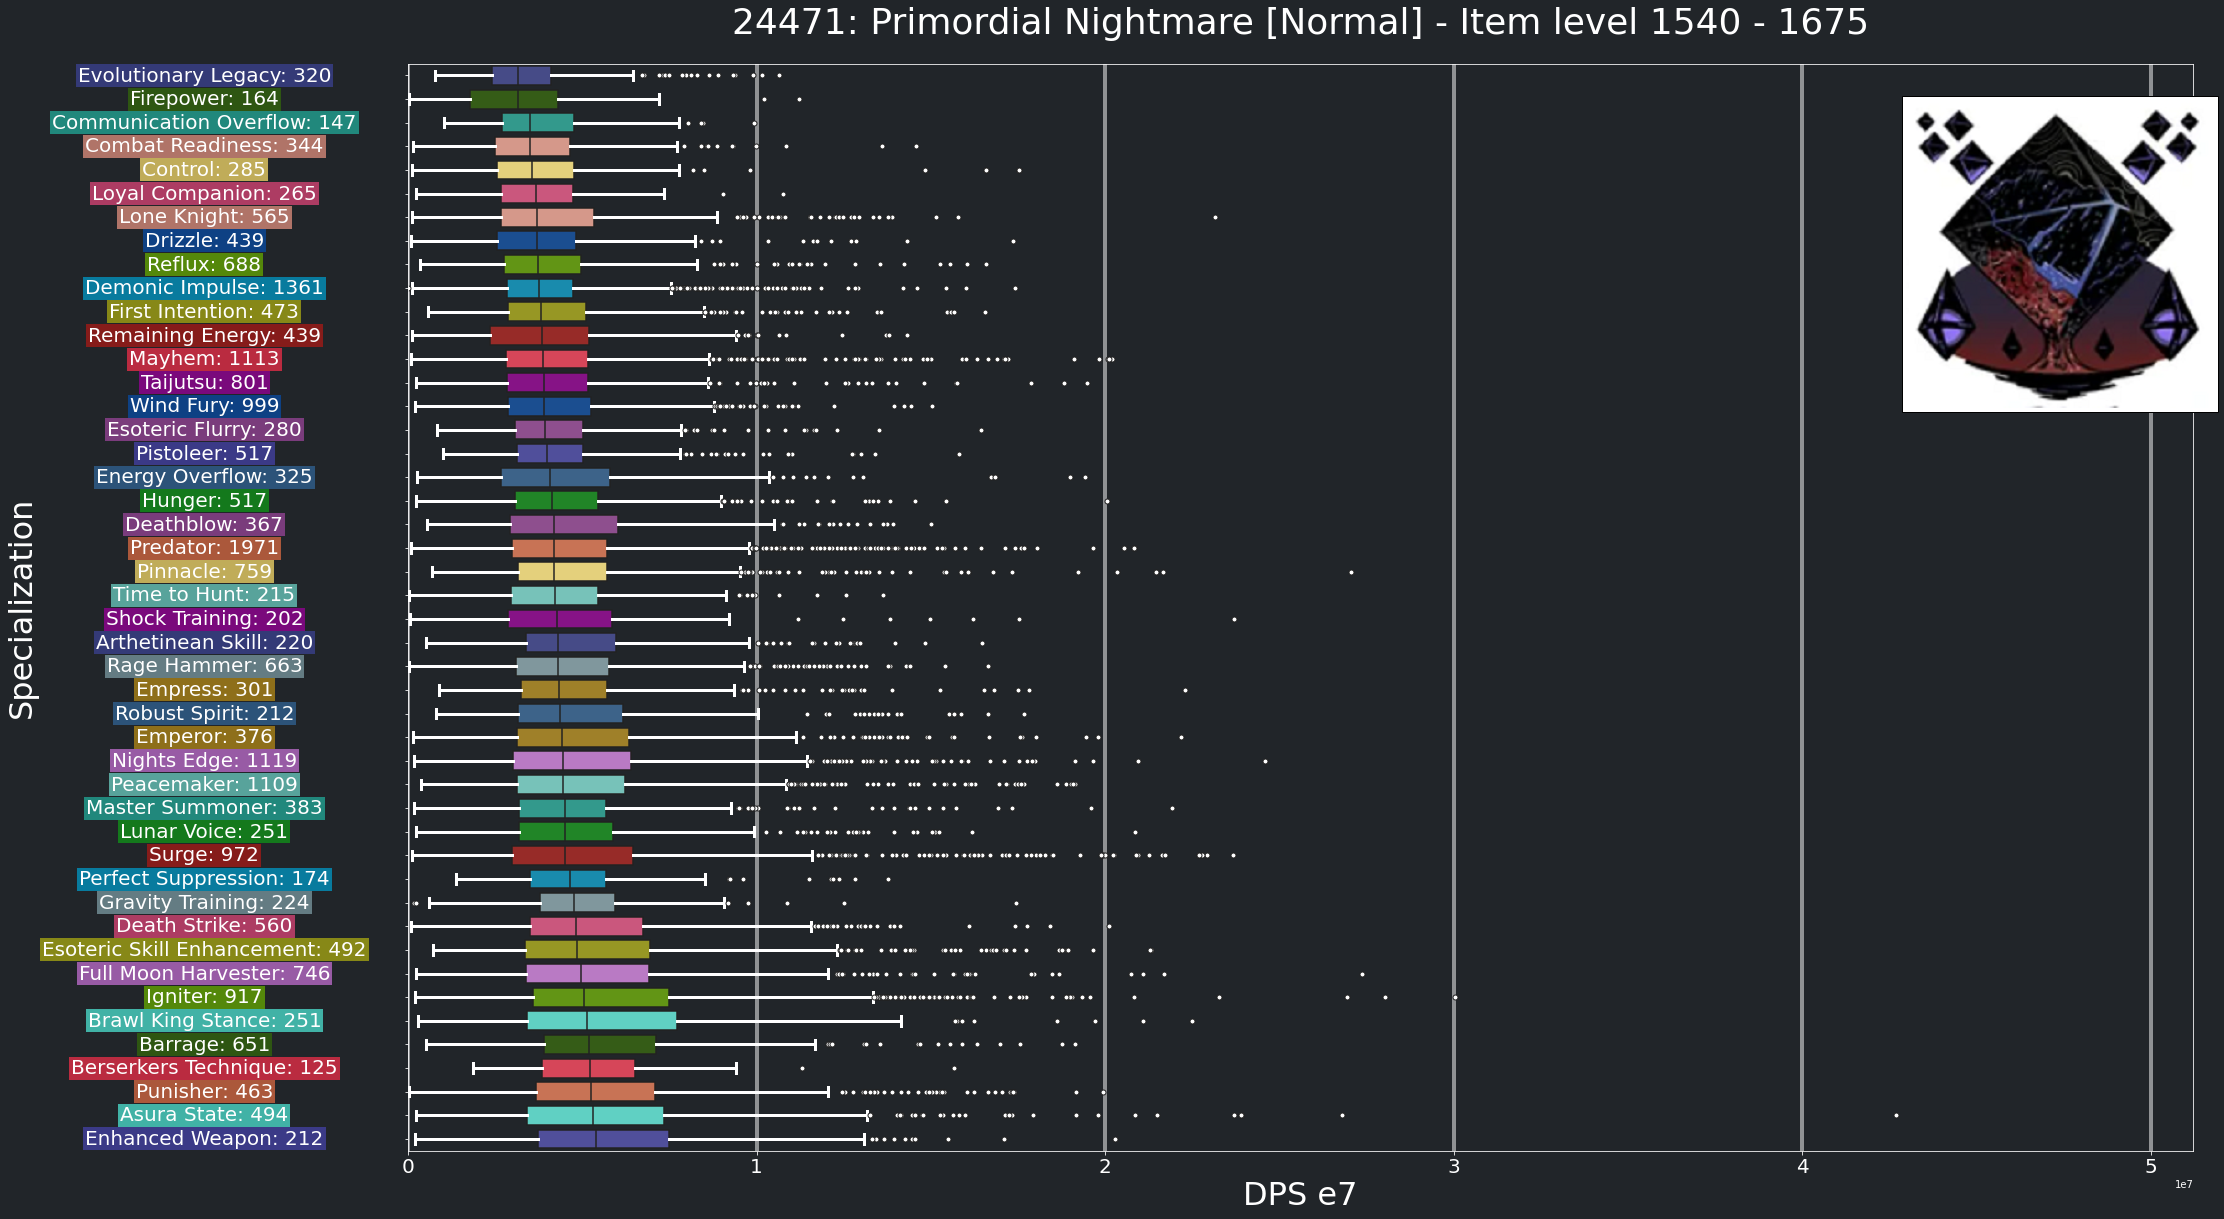 24471: Primordial Nightmare [Normal] - Item level 1540 - 1675
Specialization
Evolutionary Legacy: 320
Firepower: 164
Communication Overflow: 147
Combat Readiness: 344
Control: 285
Loyal Companion: 265
Lone Knight: 565
Drizzle: 439
Reflux: 688
Demonic Impulse: 1361
First Intention: 473
Remaining Energy: 439
Mayhem: 1113
Taijutsu: 801
Wind Fury: 999
Esoteric Flurry: 280
Pistoleer: 517
Energy Overflow: 325
Hunger: 517
Deathblow: 367
Predator: 1971
Pinnacle: 759
Time to Hunt: 215
Shock Training: 202
Arthetinean Skill: 220
Rage Hammer: 663
Empress: 301
Robust Spirit: 212
Emperor: 376
Nights Edge: 1119
Peacemaker: 1109
Master Summoner: 383
Lunar Voice: 251
Surge: 972
Perfect Suppression: 174
Gravity Training: 224
Death Strike: 560
Esoteric Skill Enhancement: 492
Full Moon Harvester: 746
Igniter: 917
Brawl King Stance: 251
Barrage: 651
Berserkers Technique: 125
Punisher: 463
Asura State: 494
Enhanced Weapon: 212
0 1 2 3 4 5
1e7
DPS e7